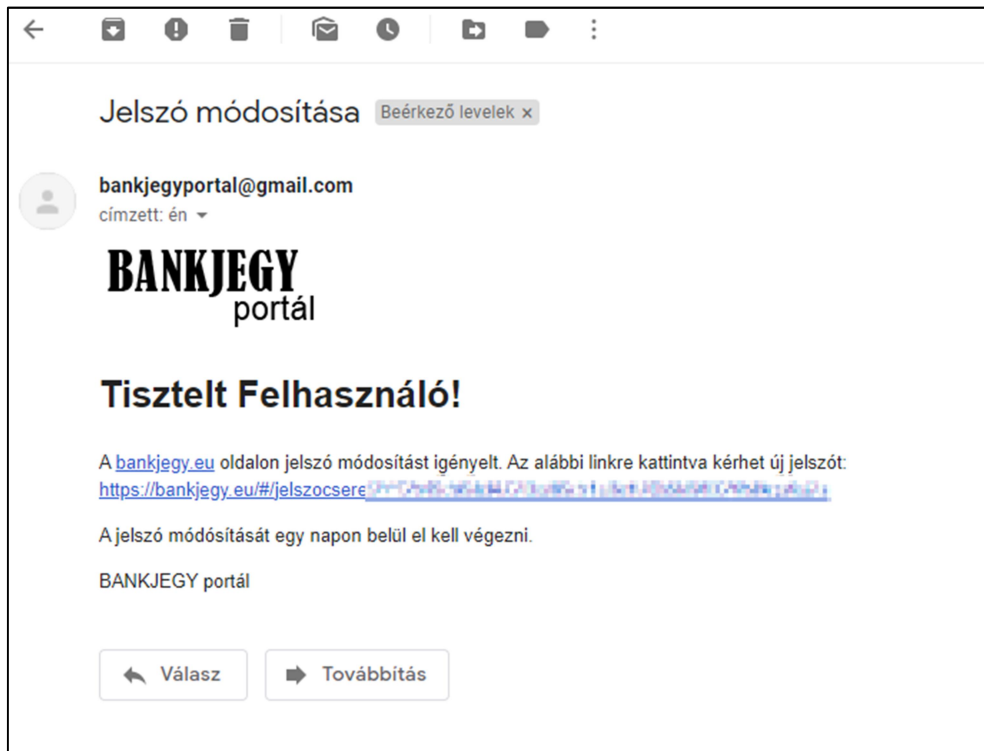 Jelszó módosítása Beérkező levelek x
bankjegyportal@gmail.com
címzett: én
BANKJEGY
portál
Tisztelt Felhasználó!
A bankjegy.eu oldalon jelszó módosítást igényelt. Az alábbi linkre kattintva kérhet új jelszót:
https://bankjegy.eu/#/jelszocsere
A jelszó módósítását egy napon belül el kell végezni.
BANKJEGY portál
Válasz Továbbítás